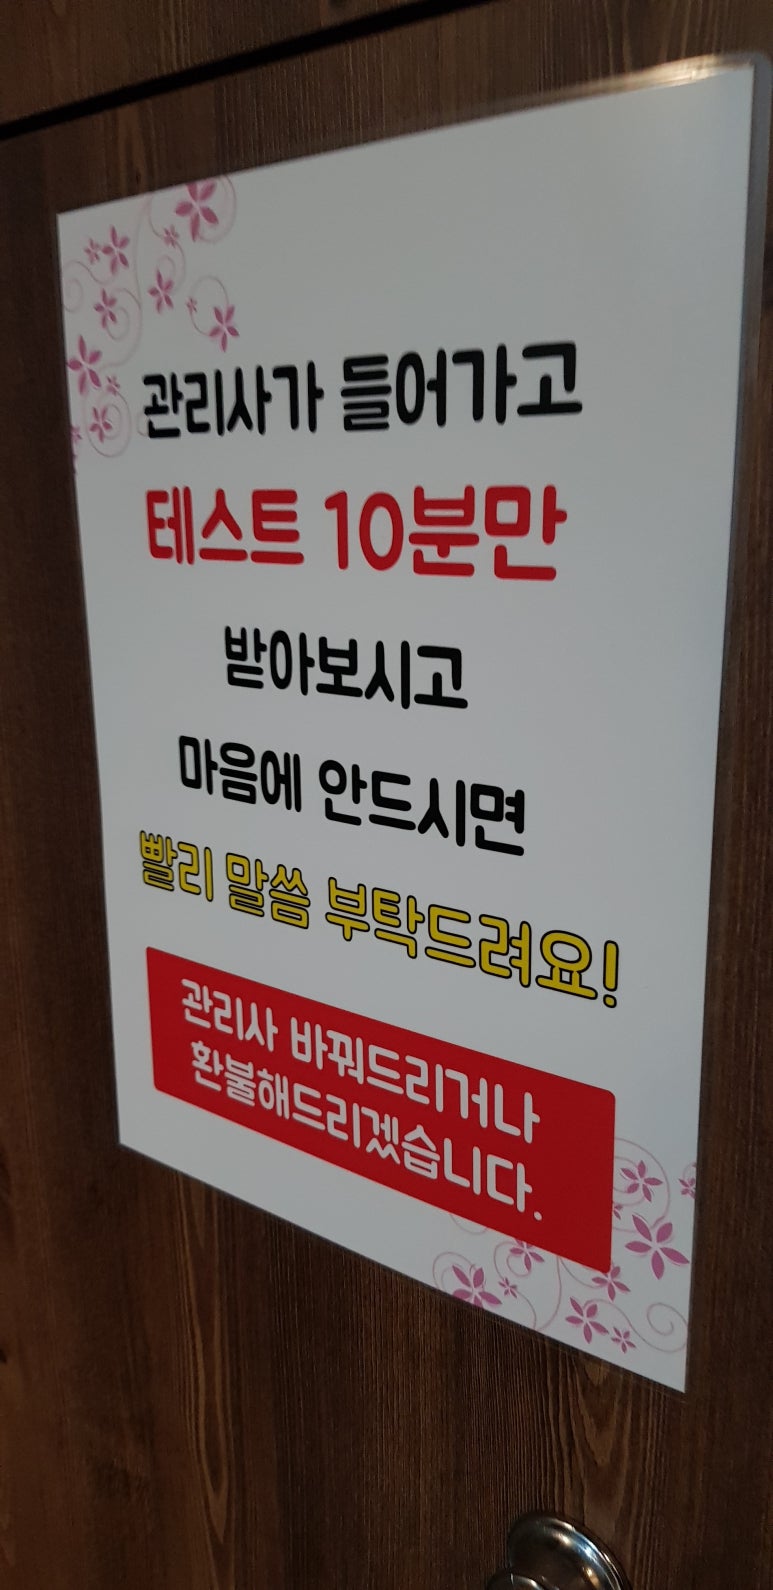 관리사가 들어가고
테스트 10분만
받아보시고
마음에 안드시면
빨리 말씀 부탁드려요!
관리사 바꿔드리거나
환불해드리겠습니다.